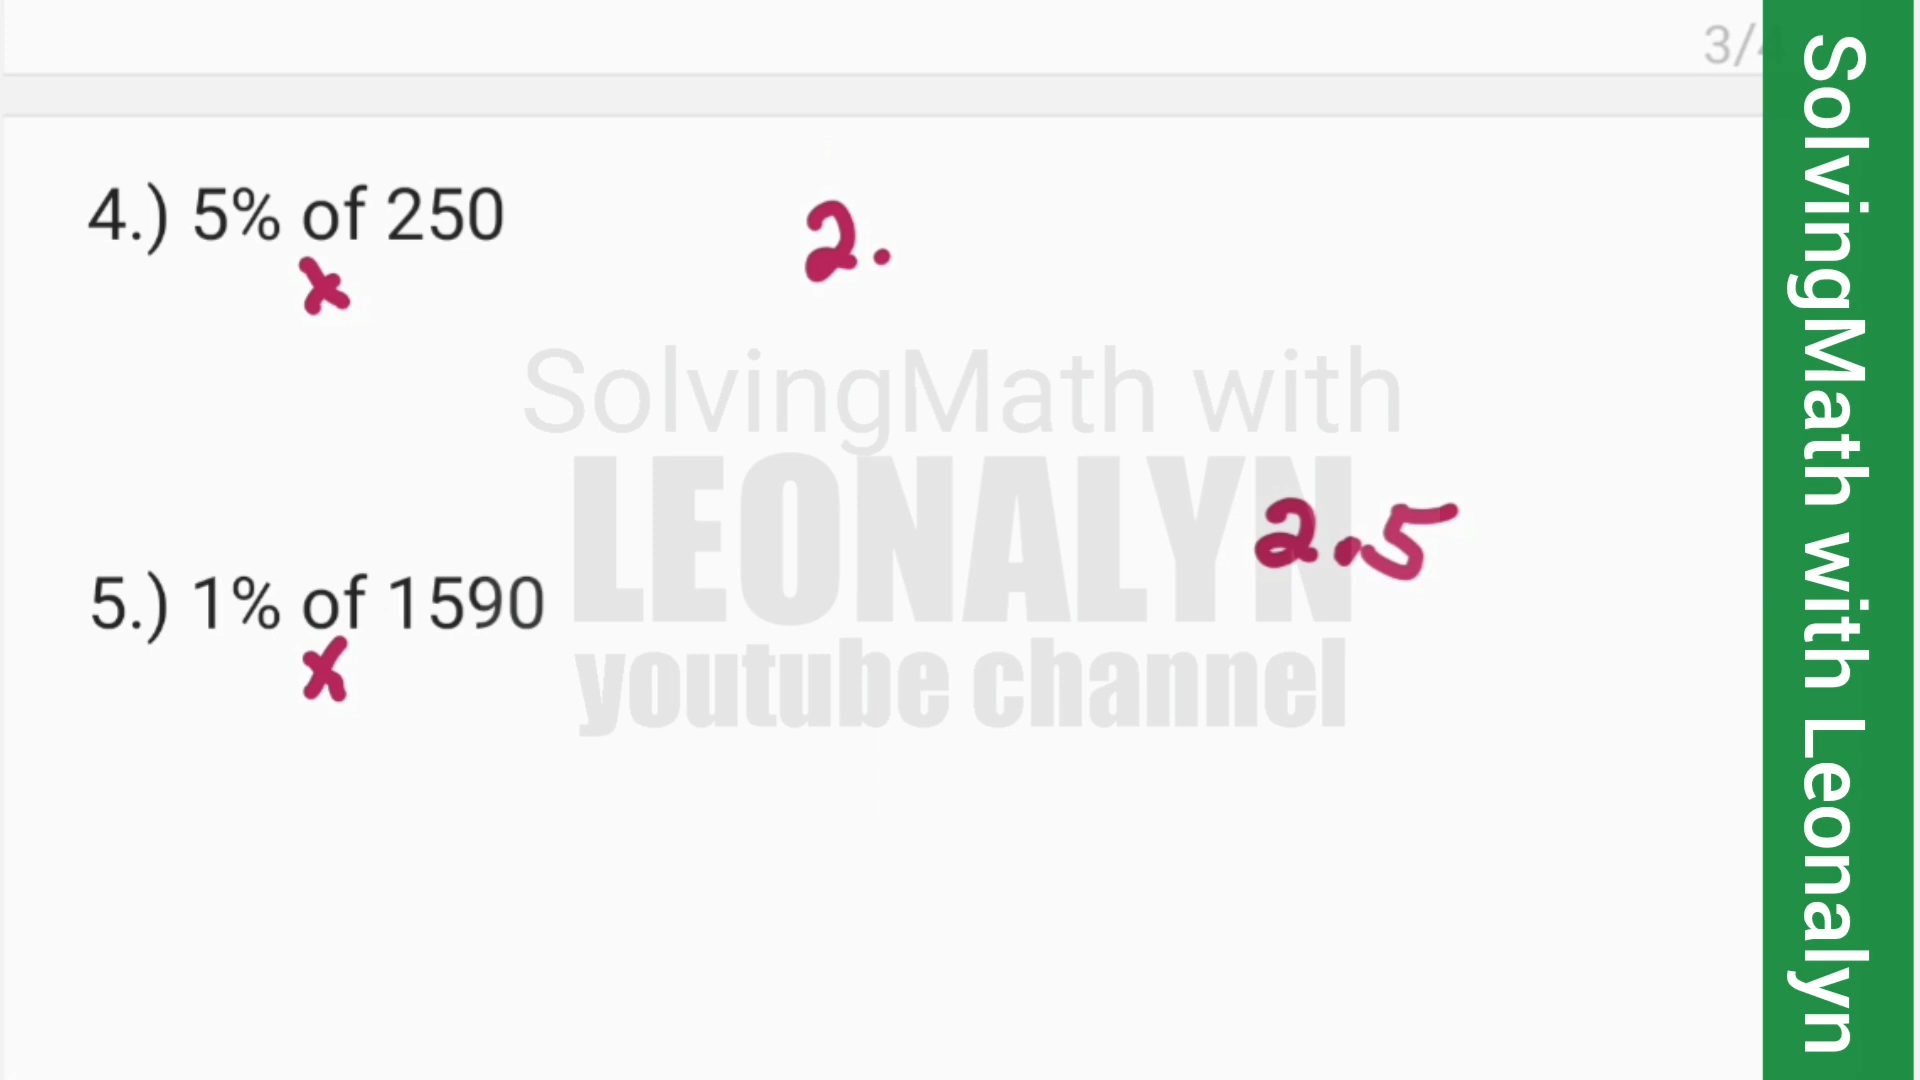 3/4
4.) 5% of 250
x
2.
SolvingMath with
LEONALYN
youtube channel
2.5
5.) 1% of 1590
x
SolvingMath with Leonalyn